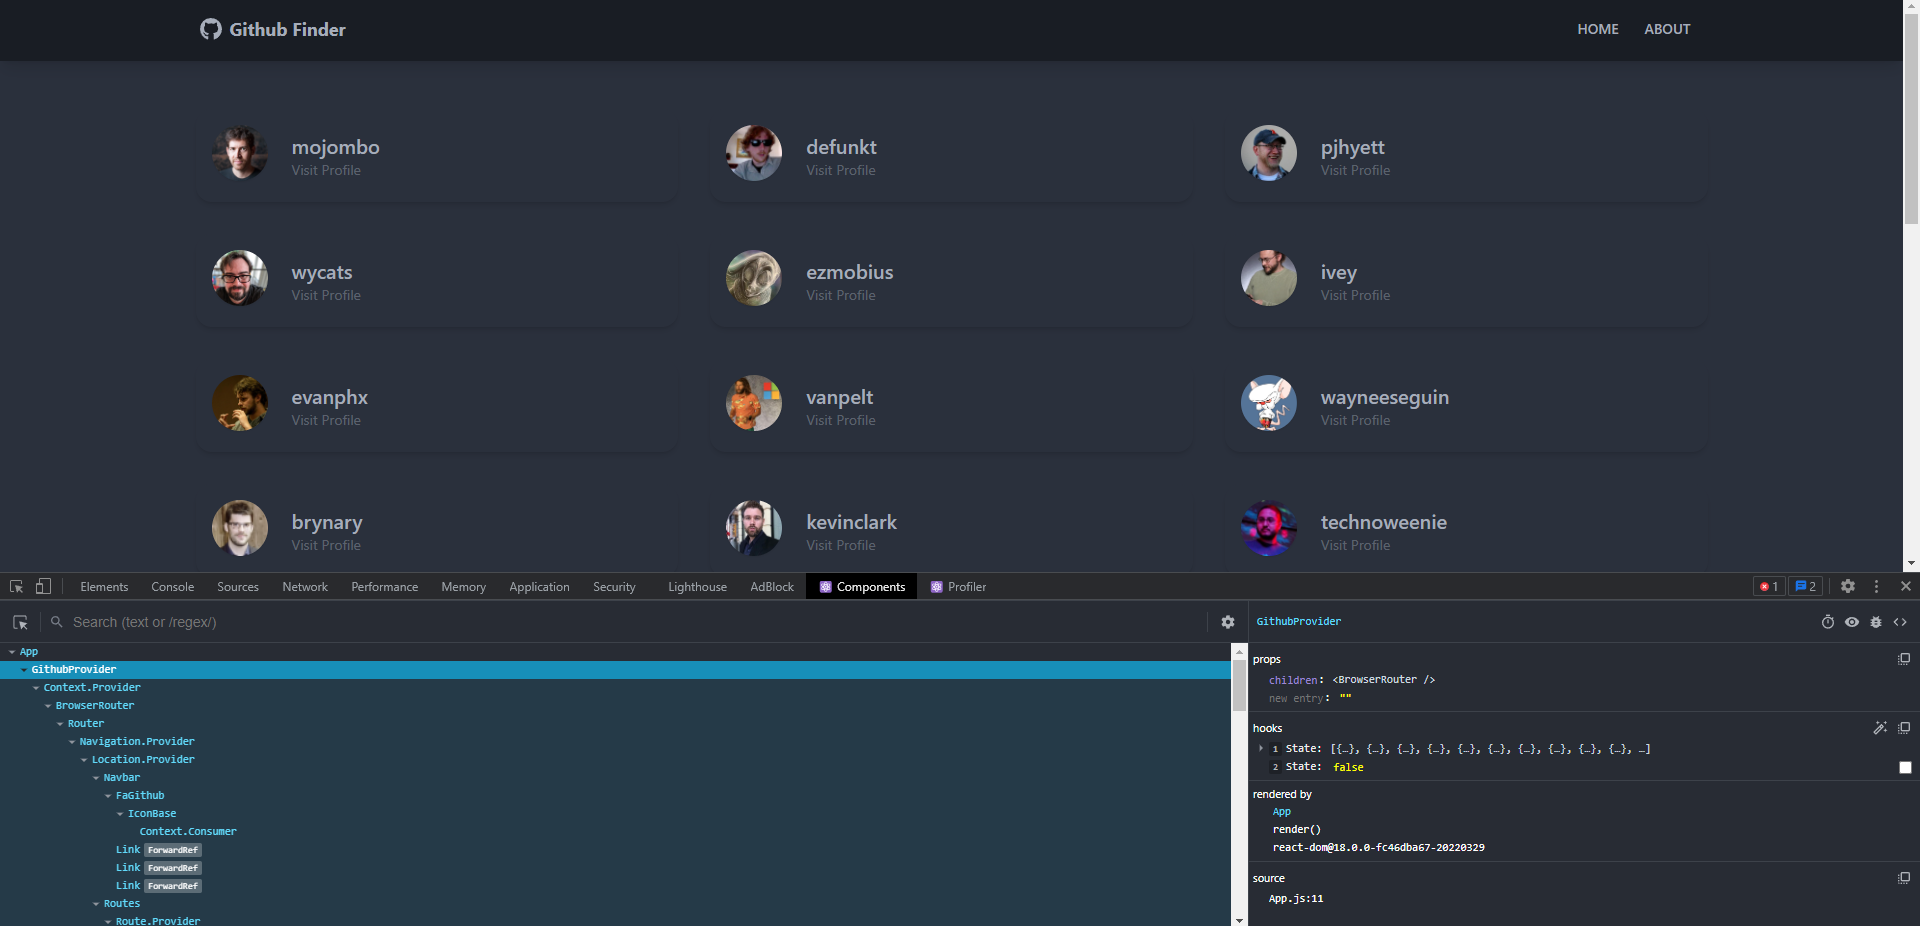 Github Finder
HOME ABOUT
mojombo
Visit Profile
defunkt
Visit Profile
pjhyett
Visit Profile
wycats
Visit Profile
ezmobius
Visit Profile
ivey
Visit Profile
evanphx
Visit Profile
vanpelt
Visit Profile
wayneeseguin
Visit Profile
brynary
Visit Profile
kevinclark
Visit Profile
technoweenie
Visit Profile
Elements Console Sources Network Performance Memory Application Security Lighthouse AdBlock Components Profiler 1 2
Search (text or /regex/)
App
GithubProvider
Context.Provider
BrowserRouter
Router
Navigation.Provider
Location.Provider
Navbar
FaGithub
IconBase
Context.Consumer
Link ForwardRef
Link ForwardRef
Link ForwardRef
Routes
Route.Provider
GithubProvider
props
children: <BrowserRouter />
new entry: ""
hooks
1 State: [{…}, {…}, {…}, {…}, {…}, {…}, {…}, {…}, {…}, {…}, …]
2 State: false
rendered by
App
render()
react-dom@18.0.0-fc46dba67-20220329
source
App.js:11